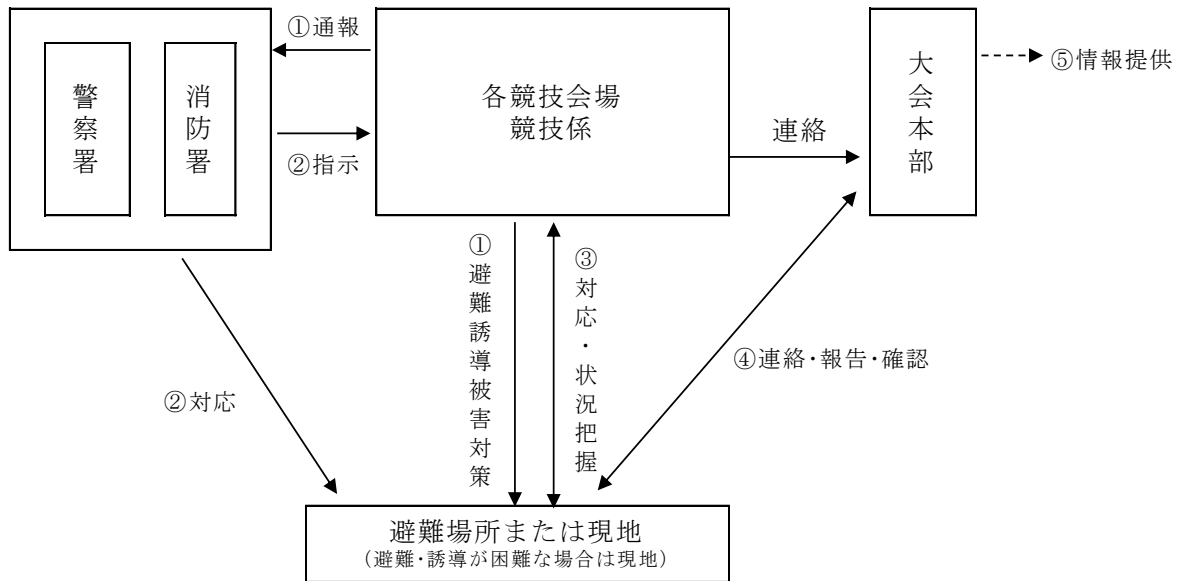 ①通報
警察署
消防署
②指示
各競技会場
競技係
連絡
大会本部
⑤情報提供
①避難誘導被害対策
③対応・状況把握
④連絡・報告・確認
②対応
避難場所または現地
（避難・誘導が困難な場合は現地）